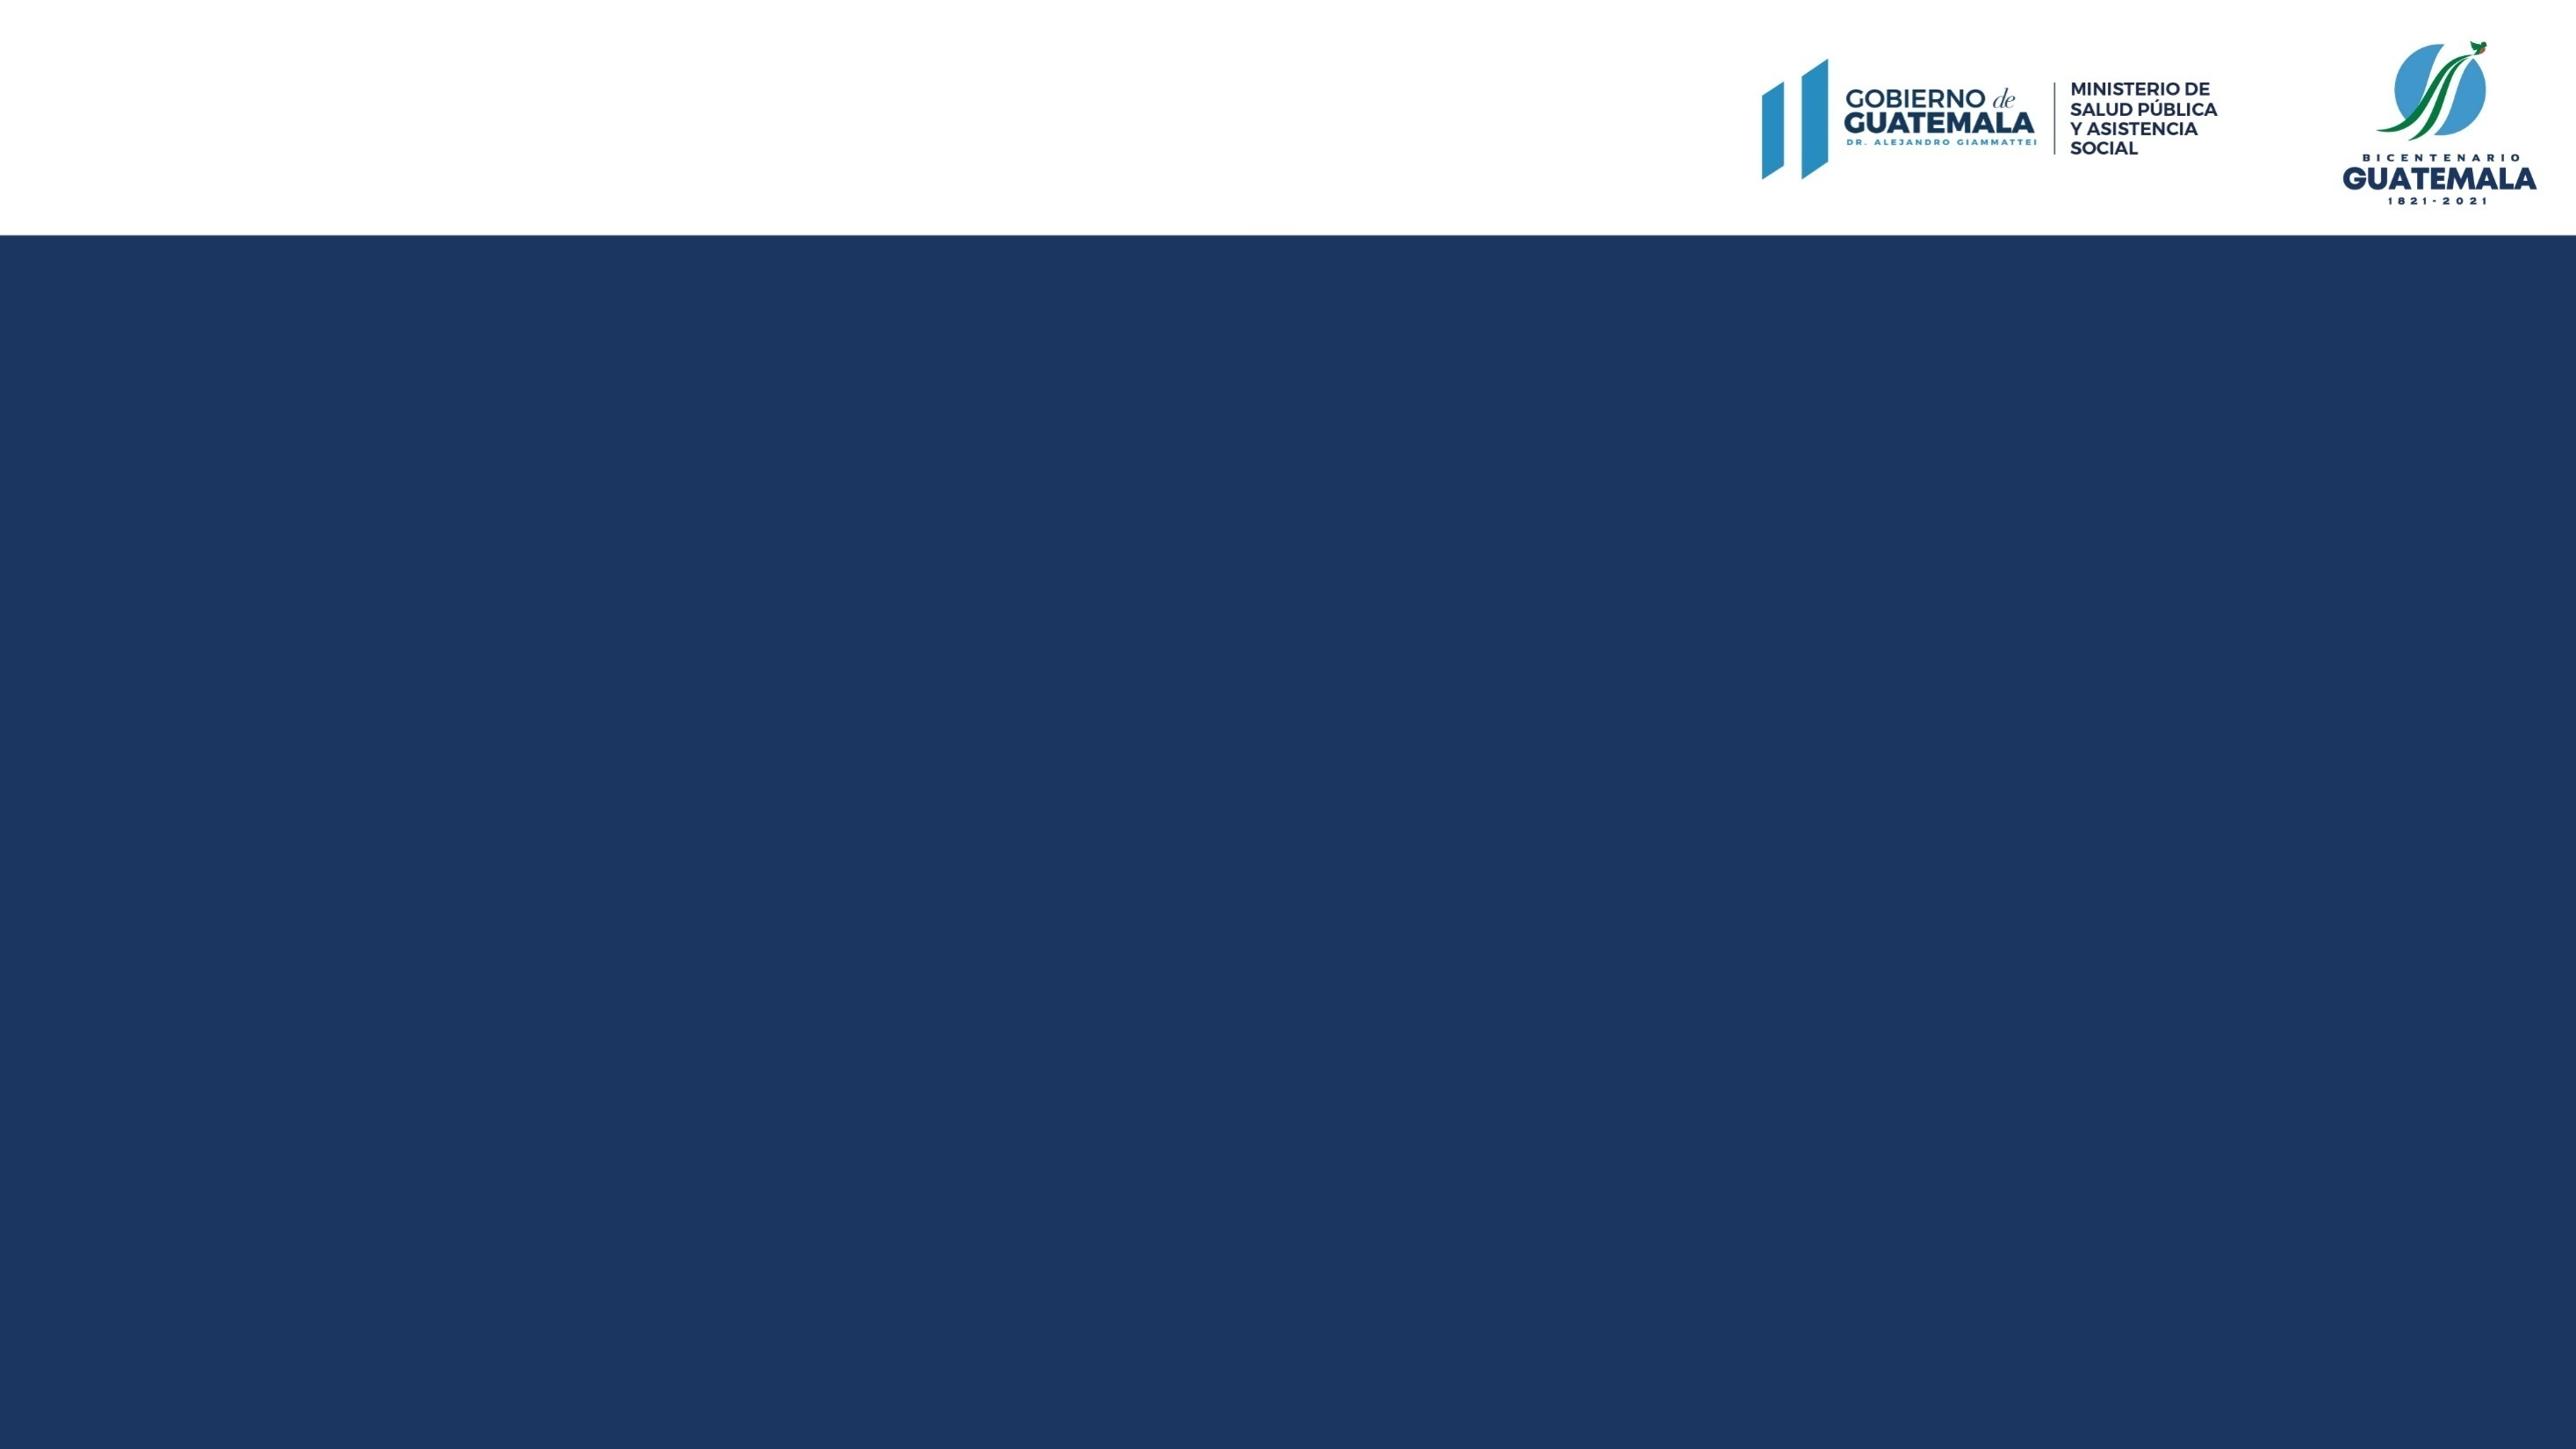 GOBIERNO de
GUATEMALA
DR. ALEJANDRO GIAMMATTEI
MINISTERIO DE
SALUD PÚBLICA
Y ASISTENCIA
SOCIAL
BICENTENARIO
GUATEMALA
1821-2021